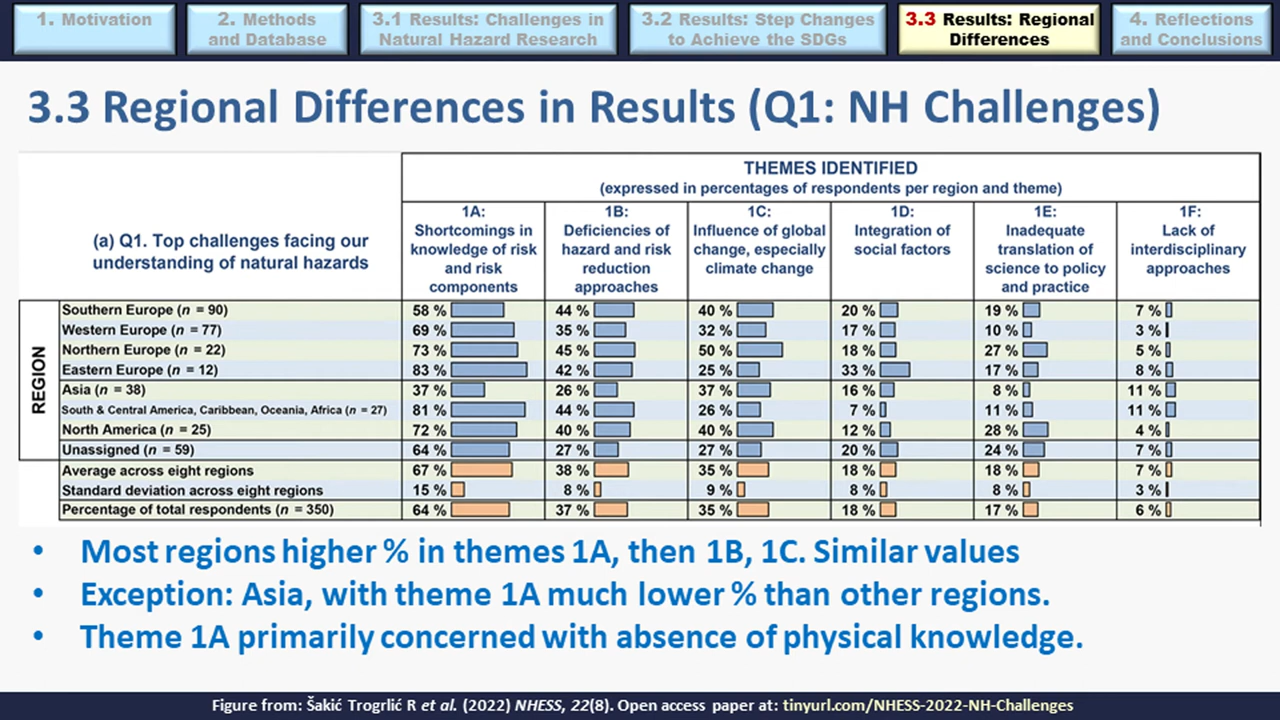 1. Motivation
2. Methods
and Database
3.1 Results: Challenges in
Natural Hazard Research
3.2 Results: Step Changes
to Achieve the SDGs
3.3 Results: Regional
Differences
4. Reflections
and Conclusions
3.3 Regional Differences in Results (Q1: NH Challenges)
THEMES IDENTIFIED
(expressed in percentages of respondents per region and theme)
(a) Q1. Top challenges facing our
understanding of natural hazards
1A:
Shortcomings in
knowledge of risk
and risk
components
1B:
Deficiencies of
hazard and risk
reduction
approaches
1C:
Influence of global
change, especially
climate change
1D:
Integration of
social factors
1E:
Inadequate
translation of
science to policy
and practice
1F:
Lack of
interdisciplinary
approaches
REGION
Southern Europe (n = 90) 58 % 44 % 40 % 20 % 19 % 7 %
Western Europe (n = 77) 69 % 35 % 32 % 17 % 10 % 3 %
Northern Europe (n = 22) 73 % 45 % 50 % 18 % 27 % 5 %
Eastern Europe (n = 12) 83 % 42 % 25 % 33 % 17 % 8 %
Asia (n = 38) 37 % 26 % 37 % 16 % 8 % 11 %
South & Central America, Caribbean, Oceania, Africa (n = 27) 81 % 44 % 26 % 7 % 11 % 11 %
North America (n = 25) 72 % 40 % 40 % 12 % 28 % 4 %
Unassigned (n = 59) 64 % 27 % 27 % 20 % 24 % 7 %
Average across eight regions 67 % 38 % 35 % 18 % 18 % 7 %
Standard deviation across eight regions 15 % 8 % 9 % 8 % 8 % 3 %
Percentage of total respondents (n = 350) 64 % 37 % 35 % 18 % 17 % 6 %
• Most regions higher % in themes 1A, then 1B, 1C. Similar values
• Exception: Asia, with theme 1A much lower % than other regions.
• Theme 1A primarily concerned with absence of physical knowledge.
Figure from: Šakić Trogrlić R et al. (2022) NHESS, 22(8). Open access paper at: tinyurl.com/NHESS-2022-NH-Challenges